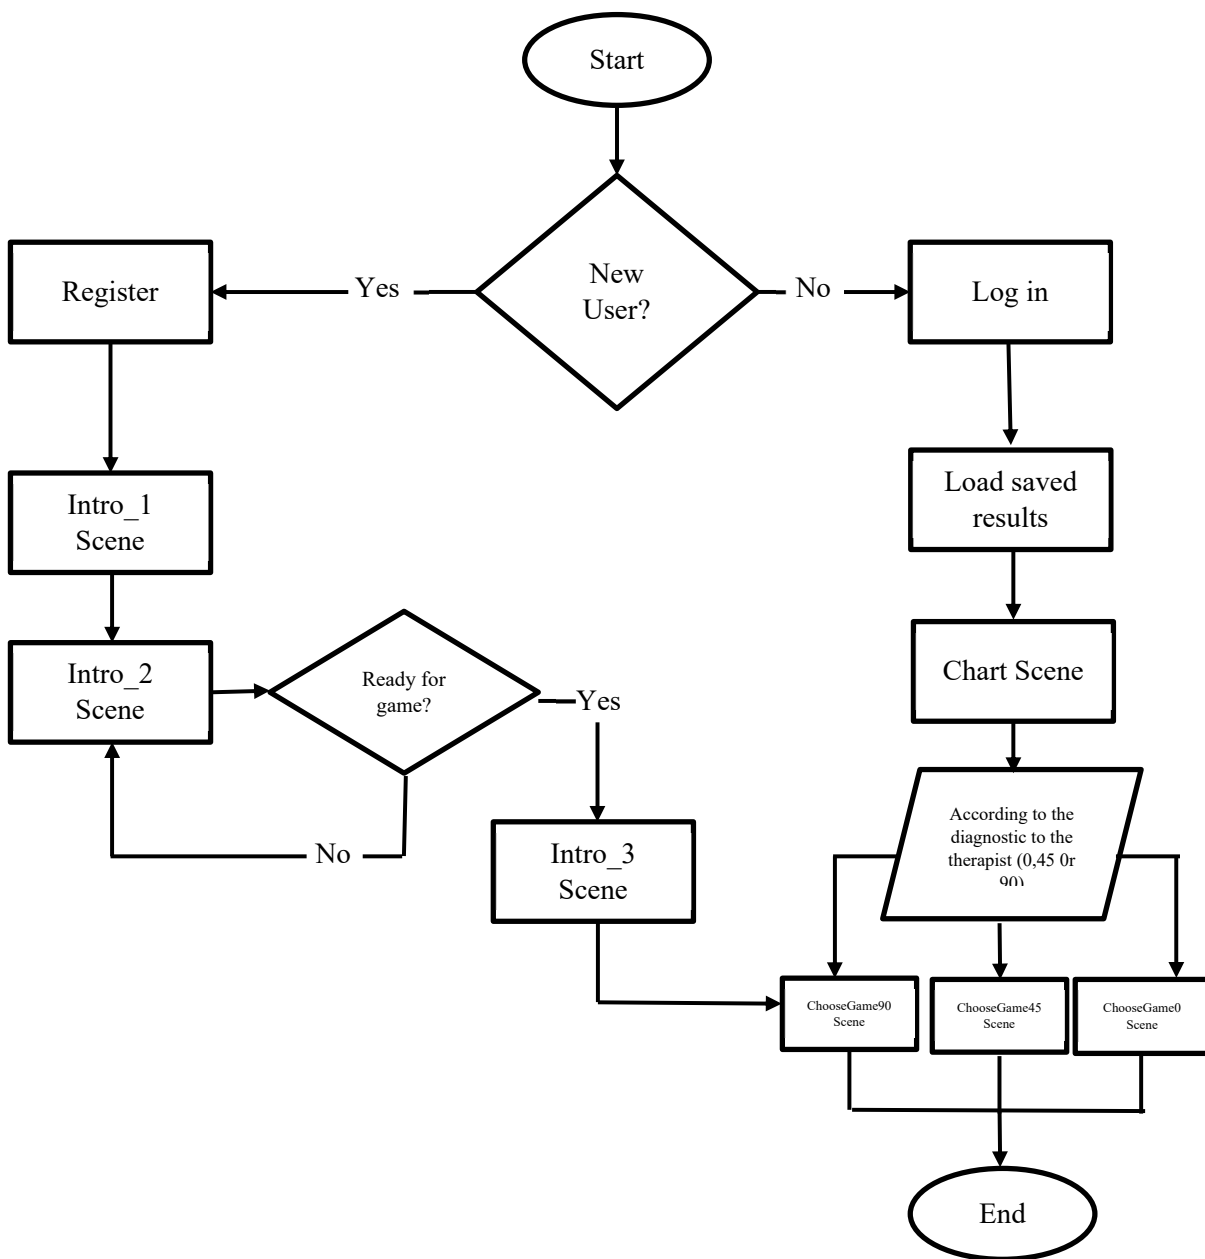 Start
New
User?
Yes
No
Register
Log in
Intro_1
Scene
Load saved
results
Intro_2
Scene
Ready for
game?
Yes
No
Chart Scene
Intro_3
Scene
According to the
diagnostic to the
therapist (0,45 0r
90)
ChooseGame90
Scene
ChooseGame45
Scene
ChooseGame0
Scene
End